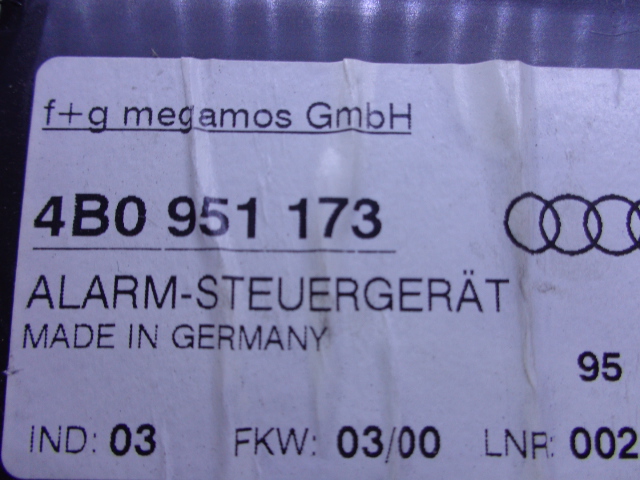 f+g megamos GmbH
4B0 951 173
ALARM-STEUERGERÄT
MADE IN GERMANY
95
IND: 03 FKW: 03/00 LNR: 002